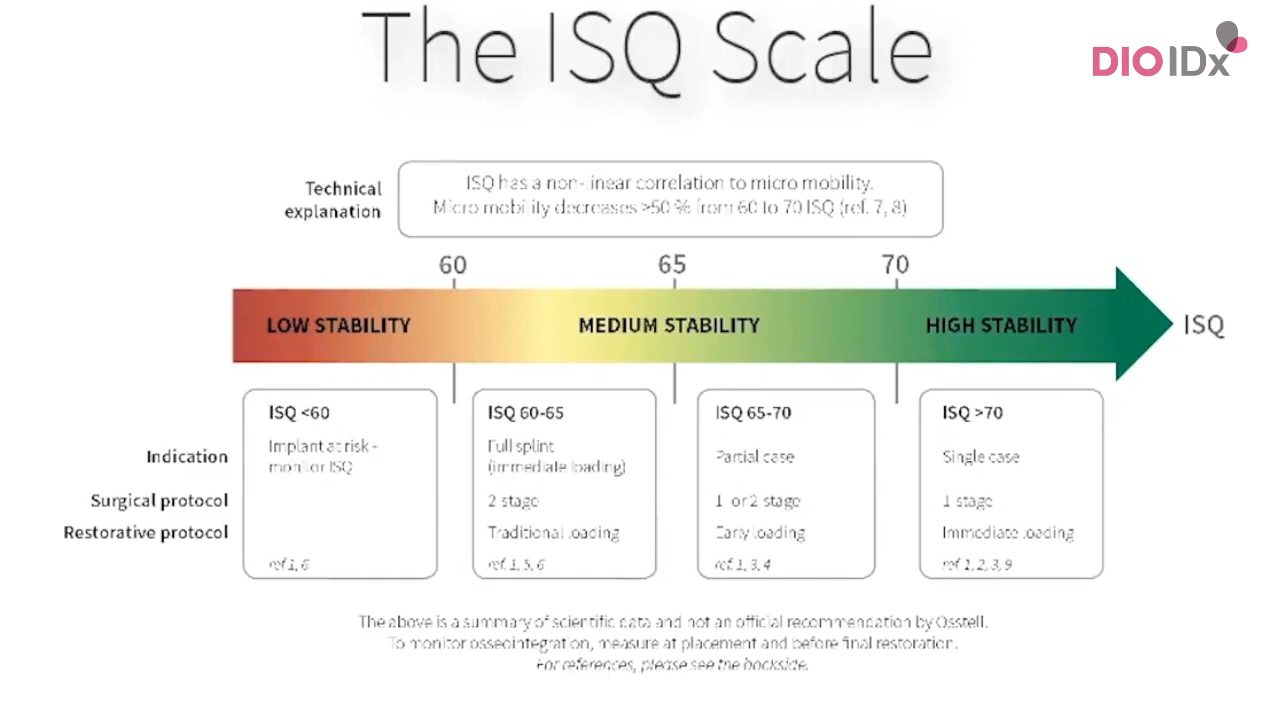 The ISQ Scale
DIO IDx
Technical
explanation
ISQ has a non-linear correlation to micro mobility.
Micro mobility decreases >50 % from 60 to 70 ISQ (ref. 7, 8)
60
65
70
LOW STABILITY
MEDIUM STABILITY
HIGH STABILITY
ISQ
ISQ <60
ISQ 60-65
ISQ 65-70
ISQ >70
Indication
Implant at risk -
monitor ISQ
Full splint
(immediate loading)
Partial case
Single case
Surgical protocol
2 stage
1 or 2 stage
1 stage
Restorative protocol
Traditional loading
Early loading
Immediate loading
ref. 1, 6
ref. 1, 5, 6
ref. 1, 3, 4
ref. 1, 2, 3, 9
The above is a summary of scientific data and not an official recommendation by Osstell.
To monitor osseointegration, measure at placement and before final restoration.
For references, please see the backside.